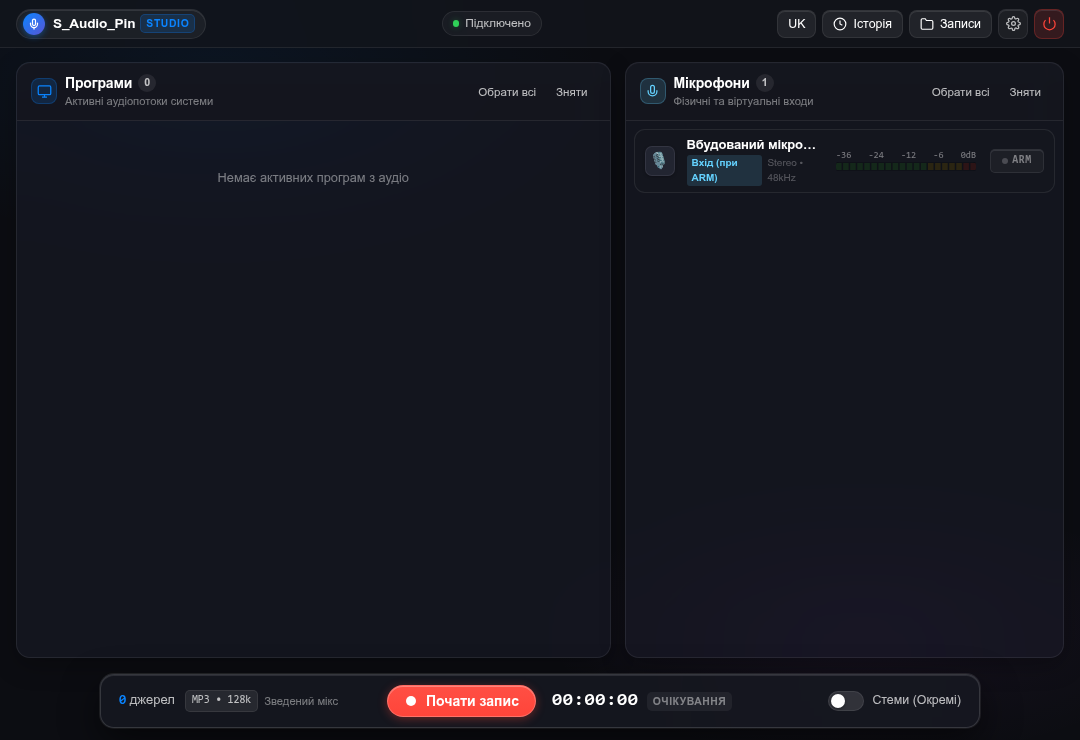 S_Audio_Pin STUDIO
Підключено
UK
Історія
Записи
Програми 0
Активні аудіопотоки системи
Обрати всі
Зняти
Мікрофони 1
Фізичні та віртуальні входи
Обрати всі
Зняти
Немає активних програм з аудіо
Вбудований мікро...
Вхід (при
ARM)
Stereo •
48kHz
-36 -24 -12 -6 0dB
ARM
0 джерел
MP3 • 128k
Зведений мікс
Почати запис
00:00:00
ОЧІКУВАННЯ
Стеми (Окремі)